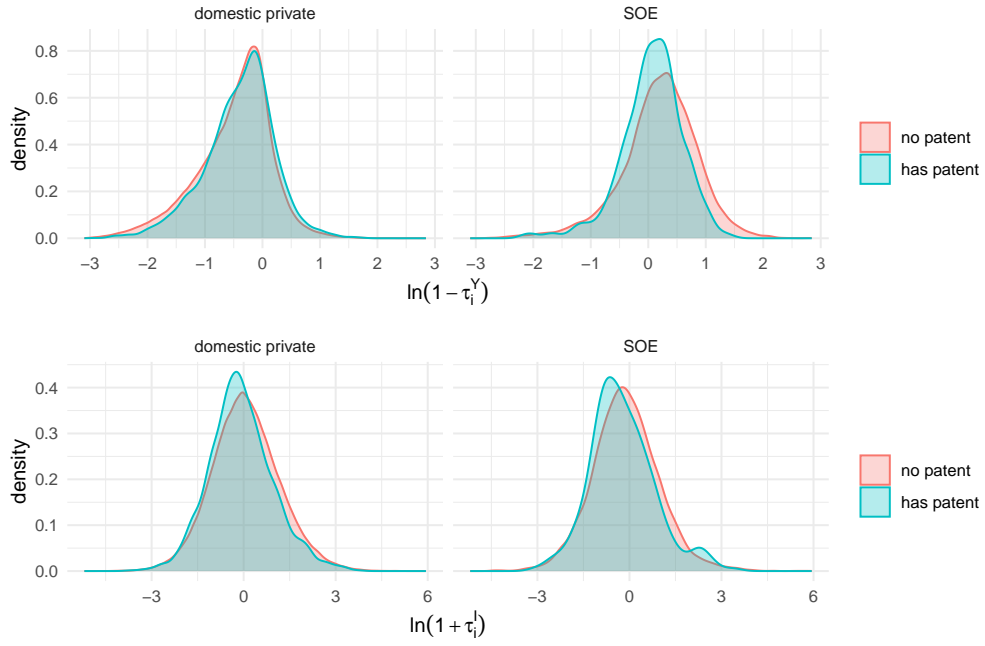 domestic private SOE
0.8
0.6
0.4
0.2
0.0
density
−3 −2 −1 0 1 2 3 −3 −2 −1 0 1 2 3
ln(1 − τᵢʸ)
no patent
has patent
domestic private SOE
0.4
0.3
0.2
0.1
0.0
density
−3 0 3 6 −3 0 3 6
ln(1 + τᵢᴵ)
no patent
has patent